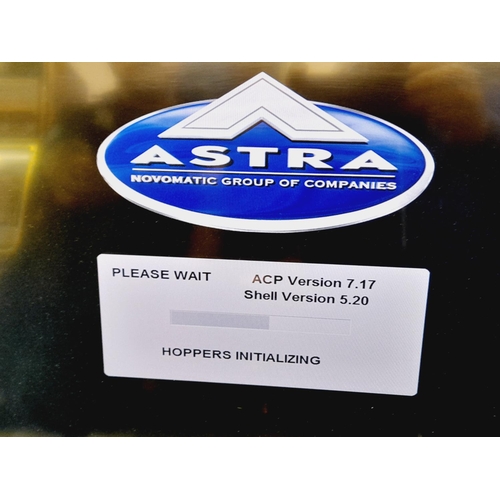 ASTRA
NOVOMATIC GROUP OF COMPANIES
PLEASE WAIT ACP Version 7.17
Shell Version 5.20
HOPPERS INITIALIZING